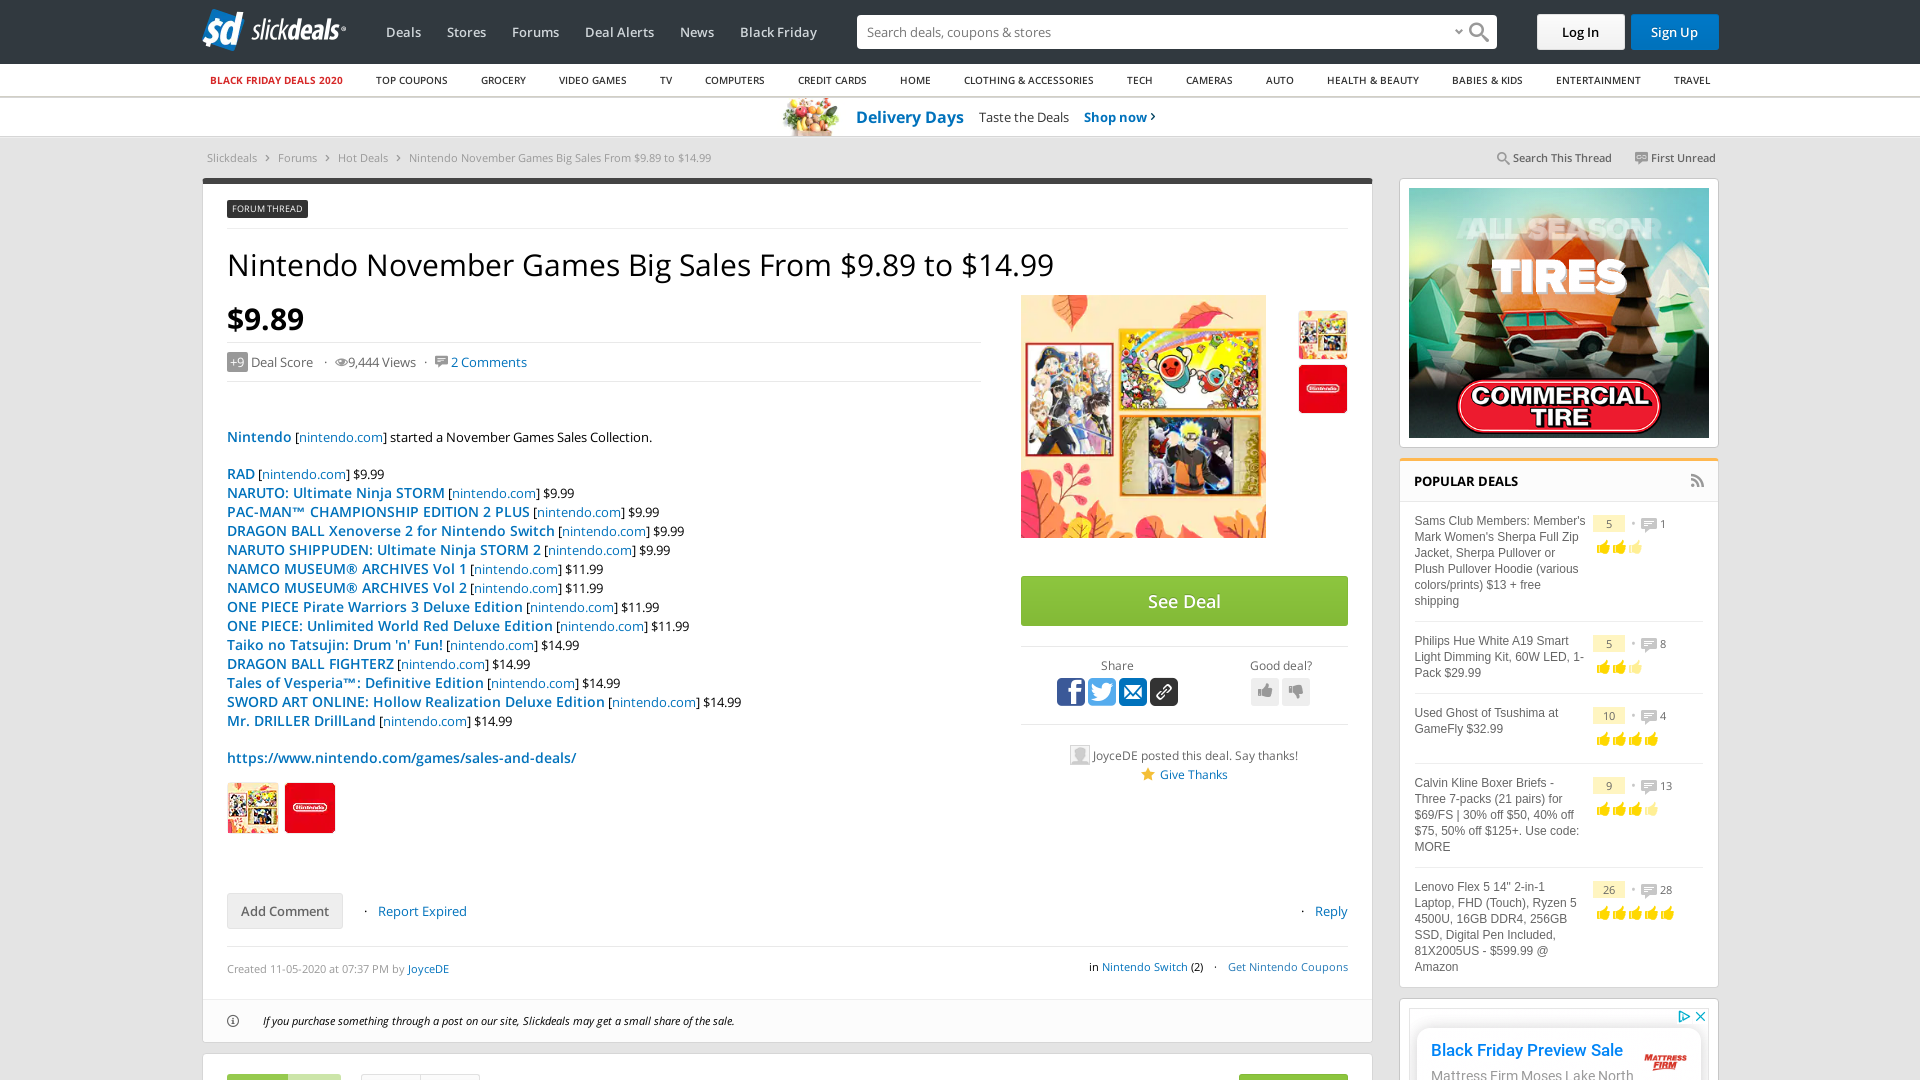 slickdeals
Deals
Stores
Forums
Deal Alerts
News
Black Friday
Search deals, coupons & stores
Log In
Sign Up
BLACK FRIDAY DEALS 2020
TOP COUPONS
GROCERY
VIDEO GAMES
TV
COMPUTERS
CREDIT CARDS
HOME
CLOTHING & ACCESSORIES
TECH
CAMERAS
AUTO
HEALTH & BEAUTY
BABIES & KIDS
ENTERTAINMENT
TRAVEL
Delivery Days Taste the Deals Shop now
Slickdeals > Forums > Hot Deals > Nintendo November Games Big Sales From $9.89 to $14.99
Search This Thread
First Unread
FORUM THREAD
Nintendo November Games Big Sales From $9.89 to $14.99
$9.89
+9 Deal Score · 9,444 Views · 2 Comments
Nintendo [nintendo.com] started a November Games Sales Collection.
RAD [nintendo.com] $9.99
NARUTO: Ultimate Ninja STORM [nintendo.com] $9.99
PAC-MAN™ CHAMPIONSHIP EDITION 2 PLUS [nintendo.com] $9.99
DRAGON BALL Xenoverse 2 for Nintendo Switch [nintendo.com] $9.99
NARUTO SHIPPUDEN: Ultimate Ninja STORM 2 [nintendo.com] $9.99
NAMCO MUSEUM® ARCHIVES Vol 1 [nintendo.com] $11.99
NAMCO MUSEUM® ARCHIVES Vol 2 [nintendo.com] $11.99
ONE PIECE Pirate Warriors 3 Deluxe Edition [nintendo.com] $11.99
ONE PIECE: Unlimited World Red Deluxe Edition [nintendo.com] $11.99
Taiko no Tatsujin: Drum 'n' Fun! [nintendo.com] $14.99
DRAGON BALL FIGHTERZ [nintendo.com] $14.99
Tales of Vesperia™: Definitive Edition [nintendo.com] $14.99
SWORD ART ONLINE: Hollow Realization Deluxe Edition [nintendo.com] $14.99
Mr. DRILLER DrillLand [nintendo.com] $14.99
https://www.nintendo.com/games/sales-and-deals/
Nintendo
Nintendo
See Deal
Share
Good deal?
JoyceDE posted this deal. Say thanks!
Give Thanks
Add Comment · Report Expired
· Reply
Created 11-05-2020 at 07:37 PM by JoyceDE
in Nintendo Switch (2) · Get Nintendo Coupons
If you purchase something through a post on our site, Slickdeals may get a small share of the sale.
ALL SEASON
TIRES
COMMERCIAL
TIRE
POPULAR DEALS
Sams Club Members: Member's
Mark Women's Sherpa Full Zip
Jacket, Sherpa Pullover or
Plush Pullover Hoodie (various
colors/prints) $13 + free
shipping
5 · 1
Philips Hue White A19 Smart
Light Dimming Kit, 60W LED, 1-
Pack $29.99
5 · 8
Used Ghost of Tsushima at
GameFly $32.99
10 · 4
Calvin Kline Boxer Briefs -
Three 7-packs (21 pairs) for
$69/FS | 30% off $50, 40% off
$75, 50% off $125+. Use code:
MORE
9 · 13
Lenovo Flex 5 14" 2-in-1
Laptop, FHD (Touch), Ryzen 5
4500U, 16GB DDR4, 256GB
SSD, Digital Pen Included,
81X2005US - $599.99 @
Amazon
26 · 28
Black Friday Preview Sale
MATTRESS
FIRM
Mattress Firm Moses Lake North